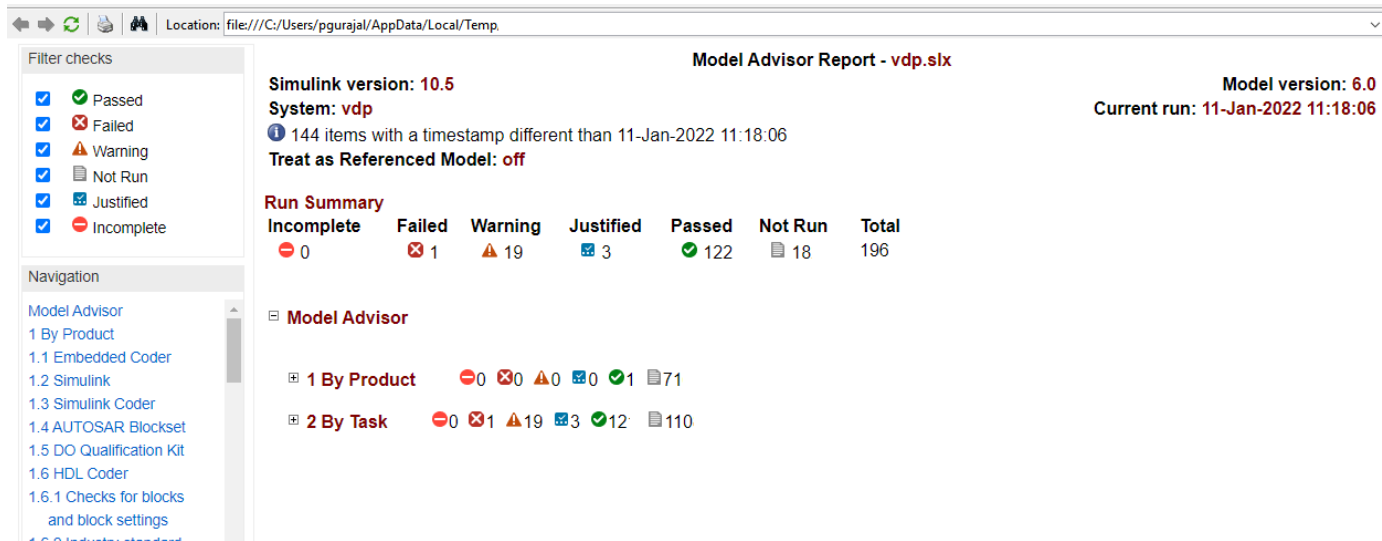 Location: file:///C:/Users/pgurajal/AppData/Local/Temp,
Filter checks
Passed
Failed
Warning
Not Run
Justified
Incomplete
Navigation
Model Advisor
1 By Product
1.1 Embedded Coder
1.2 Simulink
1.3 Simulink Coder
1.4 AUTOSAR Blockset
1.5 DO Qualification Kit
1.6 HDL Coder
1.6.1 Checks for blocks
and block settings
Industry standard
Model Advisor Report - vdp.slx
Simulink version: 10.5
Model version: 6.0
System: vdp
Current run: 11-Jan-2022 11:18:06
144 items with a timestamp different than 11-Jan-2022 11:18:06
Treat as Referenced Model: off
Run Summary
Incomplete Failed Warning Justified Passed Not Run Total
0 1 19 3 122 18 196
Model Advisor
1 By Product 0 0 0 0 1 71
2 By Task 0 1 19 3 12 110